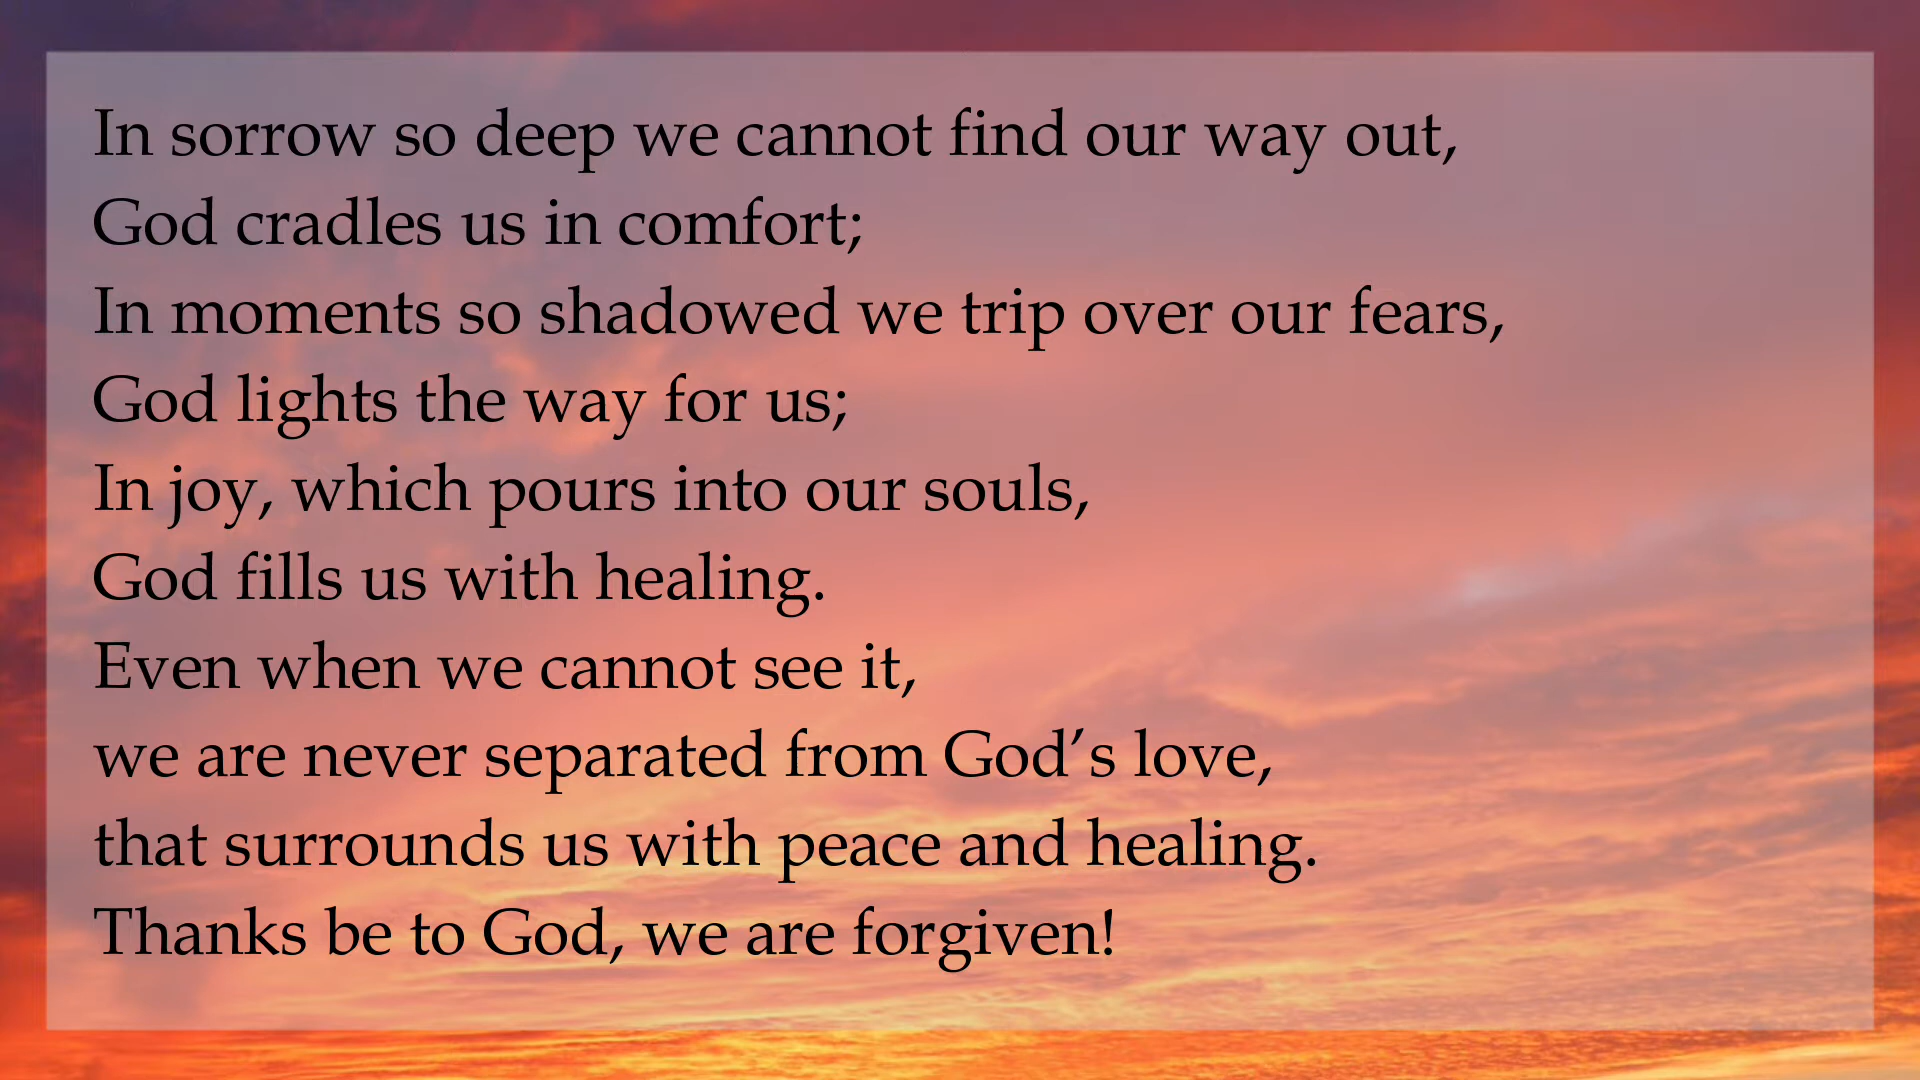 In sorrow so deep we cannot find our way out,
God cradles us in comfort;
In moments so shadowed we trip over our fears,
God lights the way for us;
In joy, which pours into our souls,
God fills us with healing.
Even when we cannot see it,
we are never separated from God’s love,
that surrounds us with peace and healing.
Thanks be to God, we are forgiven!